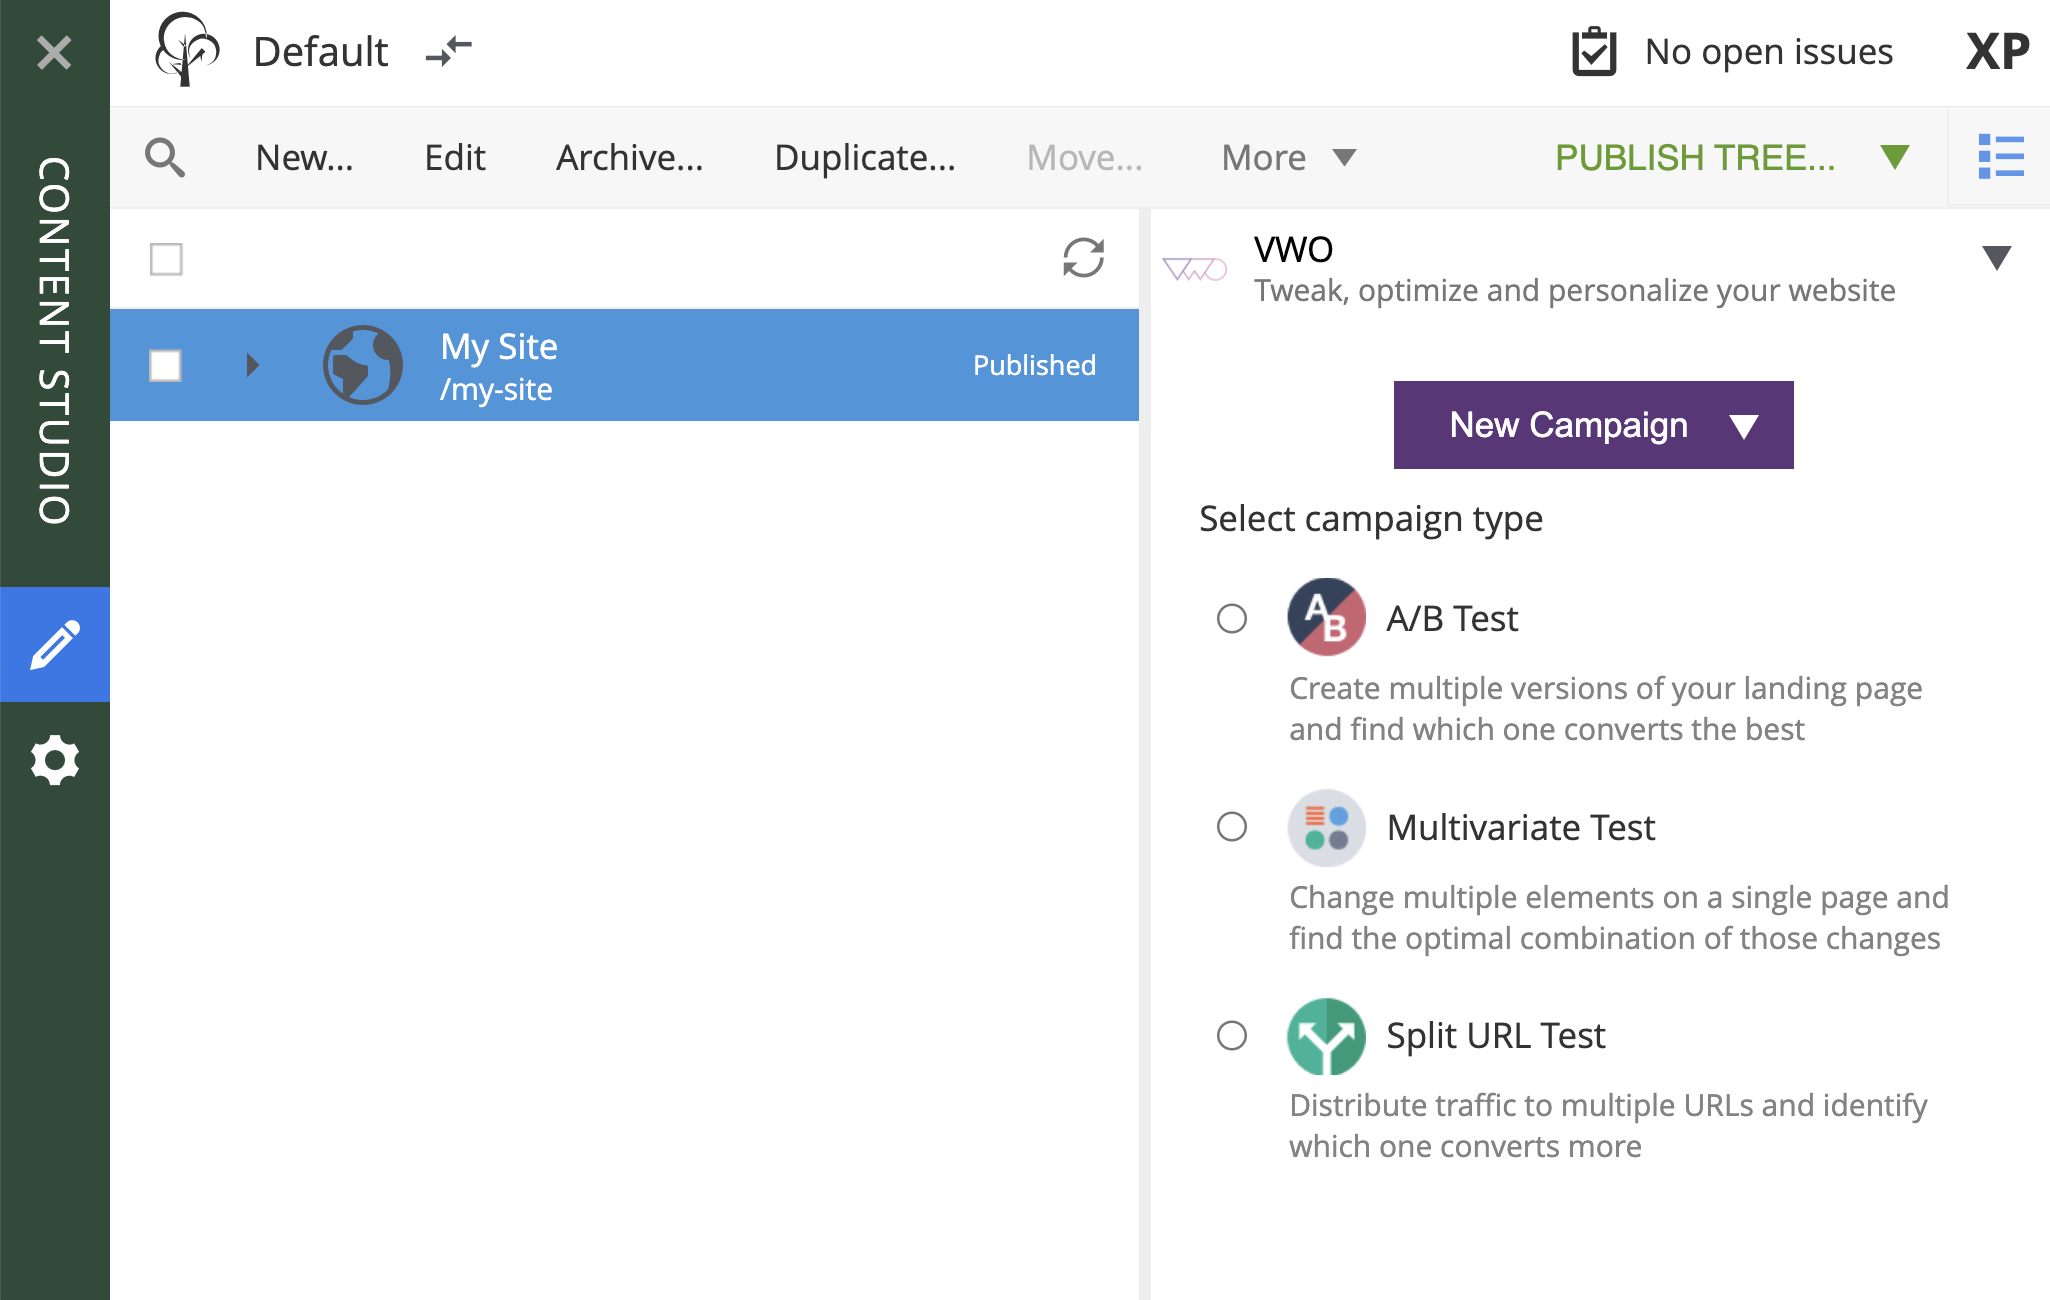 Default
No open issues
XP
CONTENT STUDIO
New...
Edit
Archive...
Duplicate...
Move...
More
PUBLISH TREE...
My Site
/my-site
Published
VWO
Tweak, optimize and personalize your website
New Campaign
Select campaign type
A/B Test
Create multiple versions of your landing page
and find which one converts the best
Multivariate Test
Change multiple elements on a single page and
find the optimal combination of those changes
Split URL Test
Distribute traffic to multiple URLs and identify
which one converts more